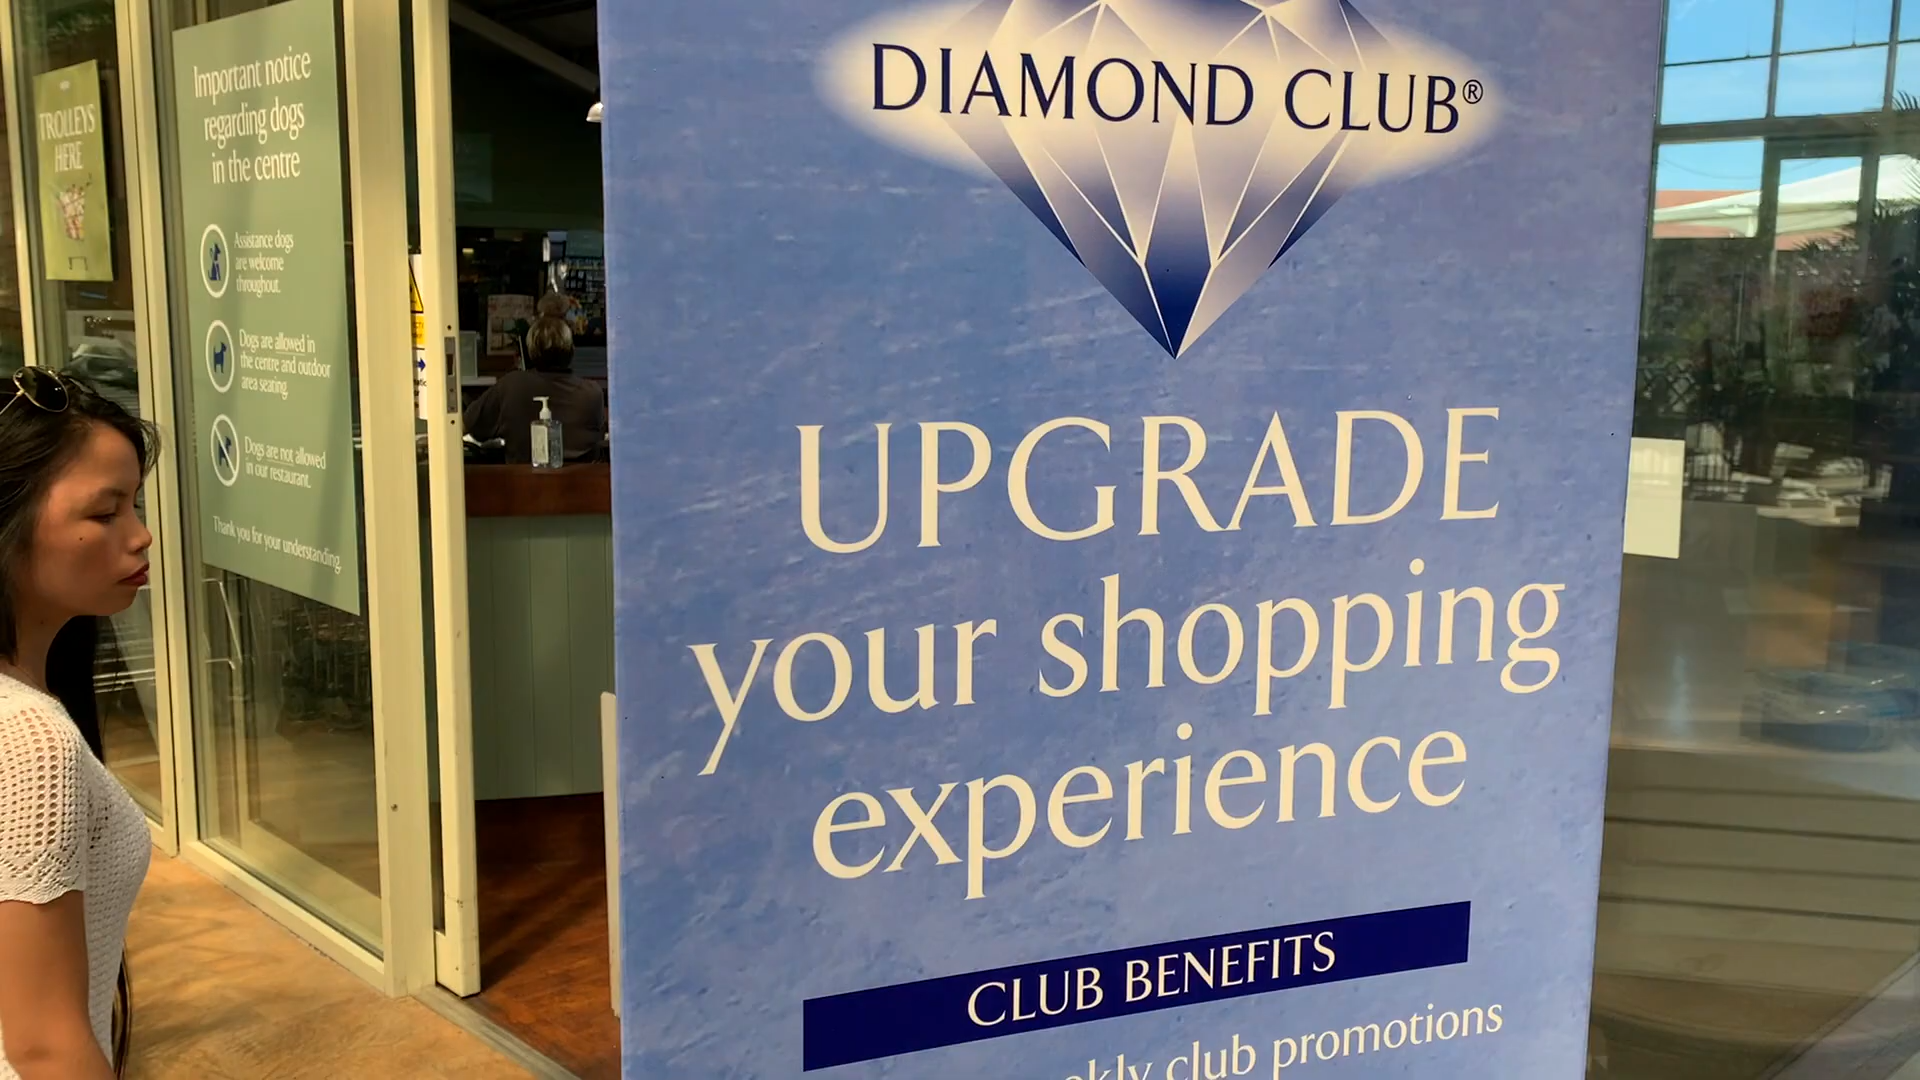 TROLLEYS
HERE
Important notice
regarding dogs
in the centre
Assistance dogs
are welcome
throughout.
Dogs are allowed in
the centre and outdoor
area seating.
Dogs are not allowed
in our restaurant.
Thank you for your understanding
DIAMOND CLUB®
UPGRADE
your shopping
experience
CLUB BENEFITS
club promotions